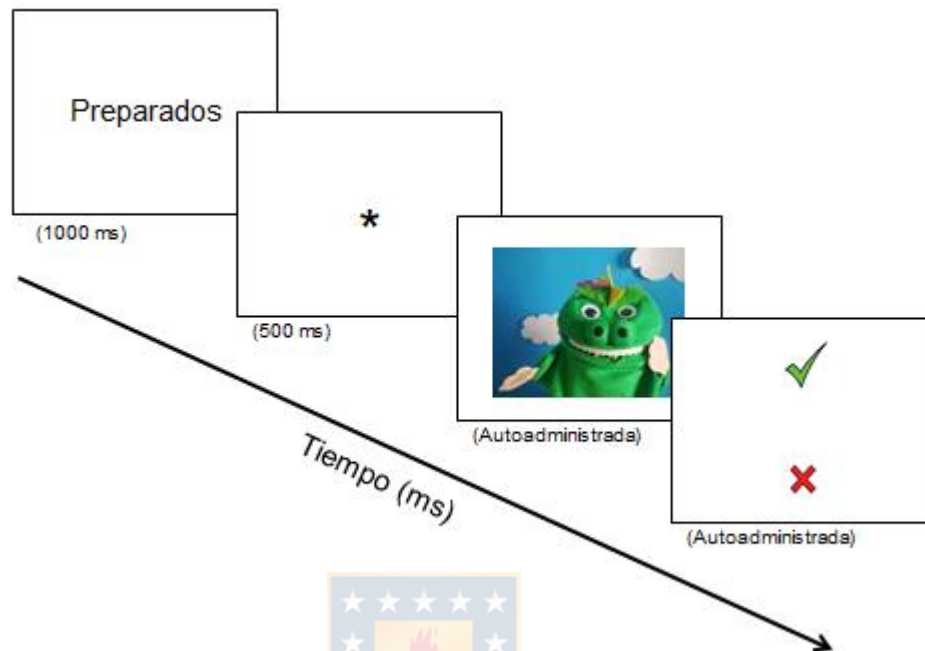 Preparados
(1000 ms)
*
(500 ms)
(Autoadministrada)
(Autoadministrada)
Tiempo (ms)